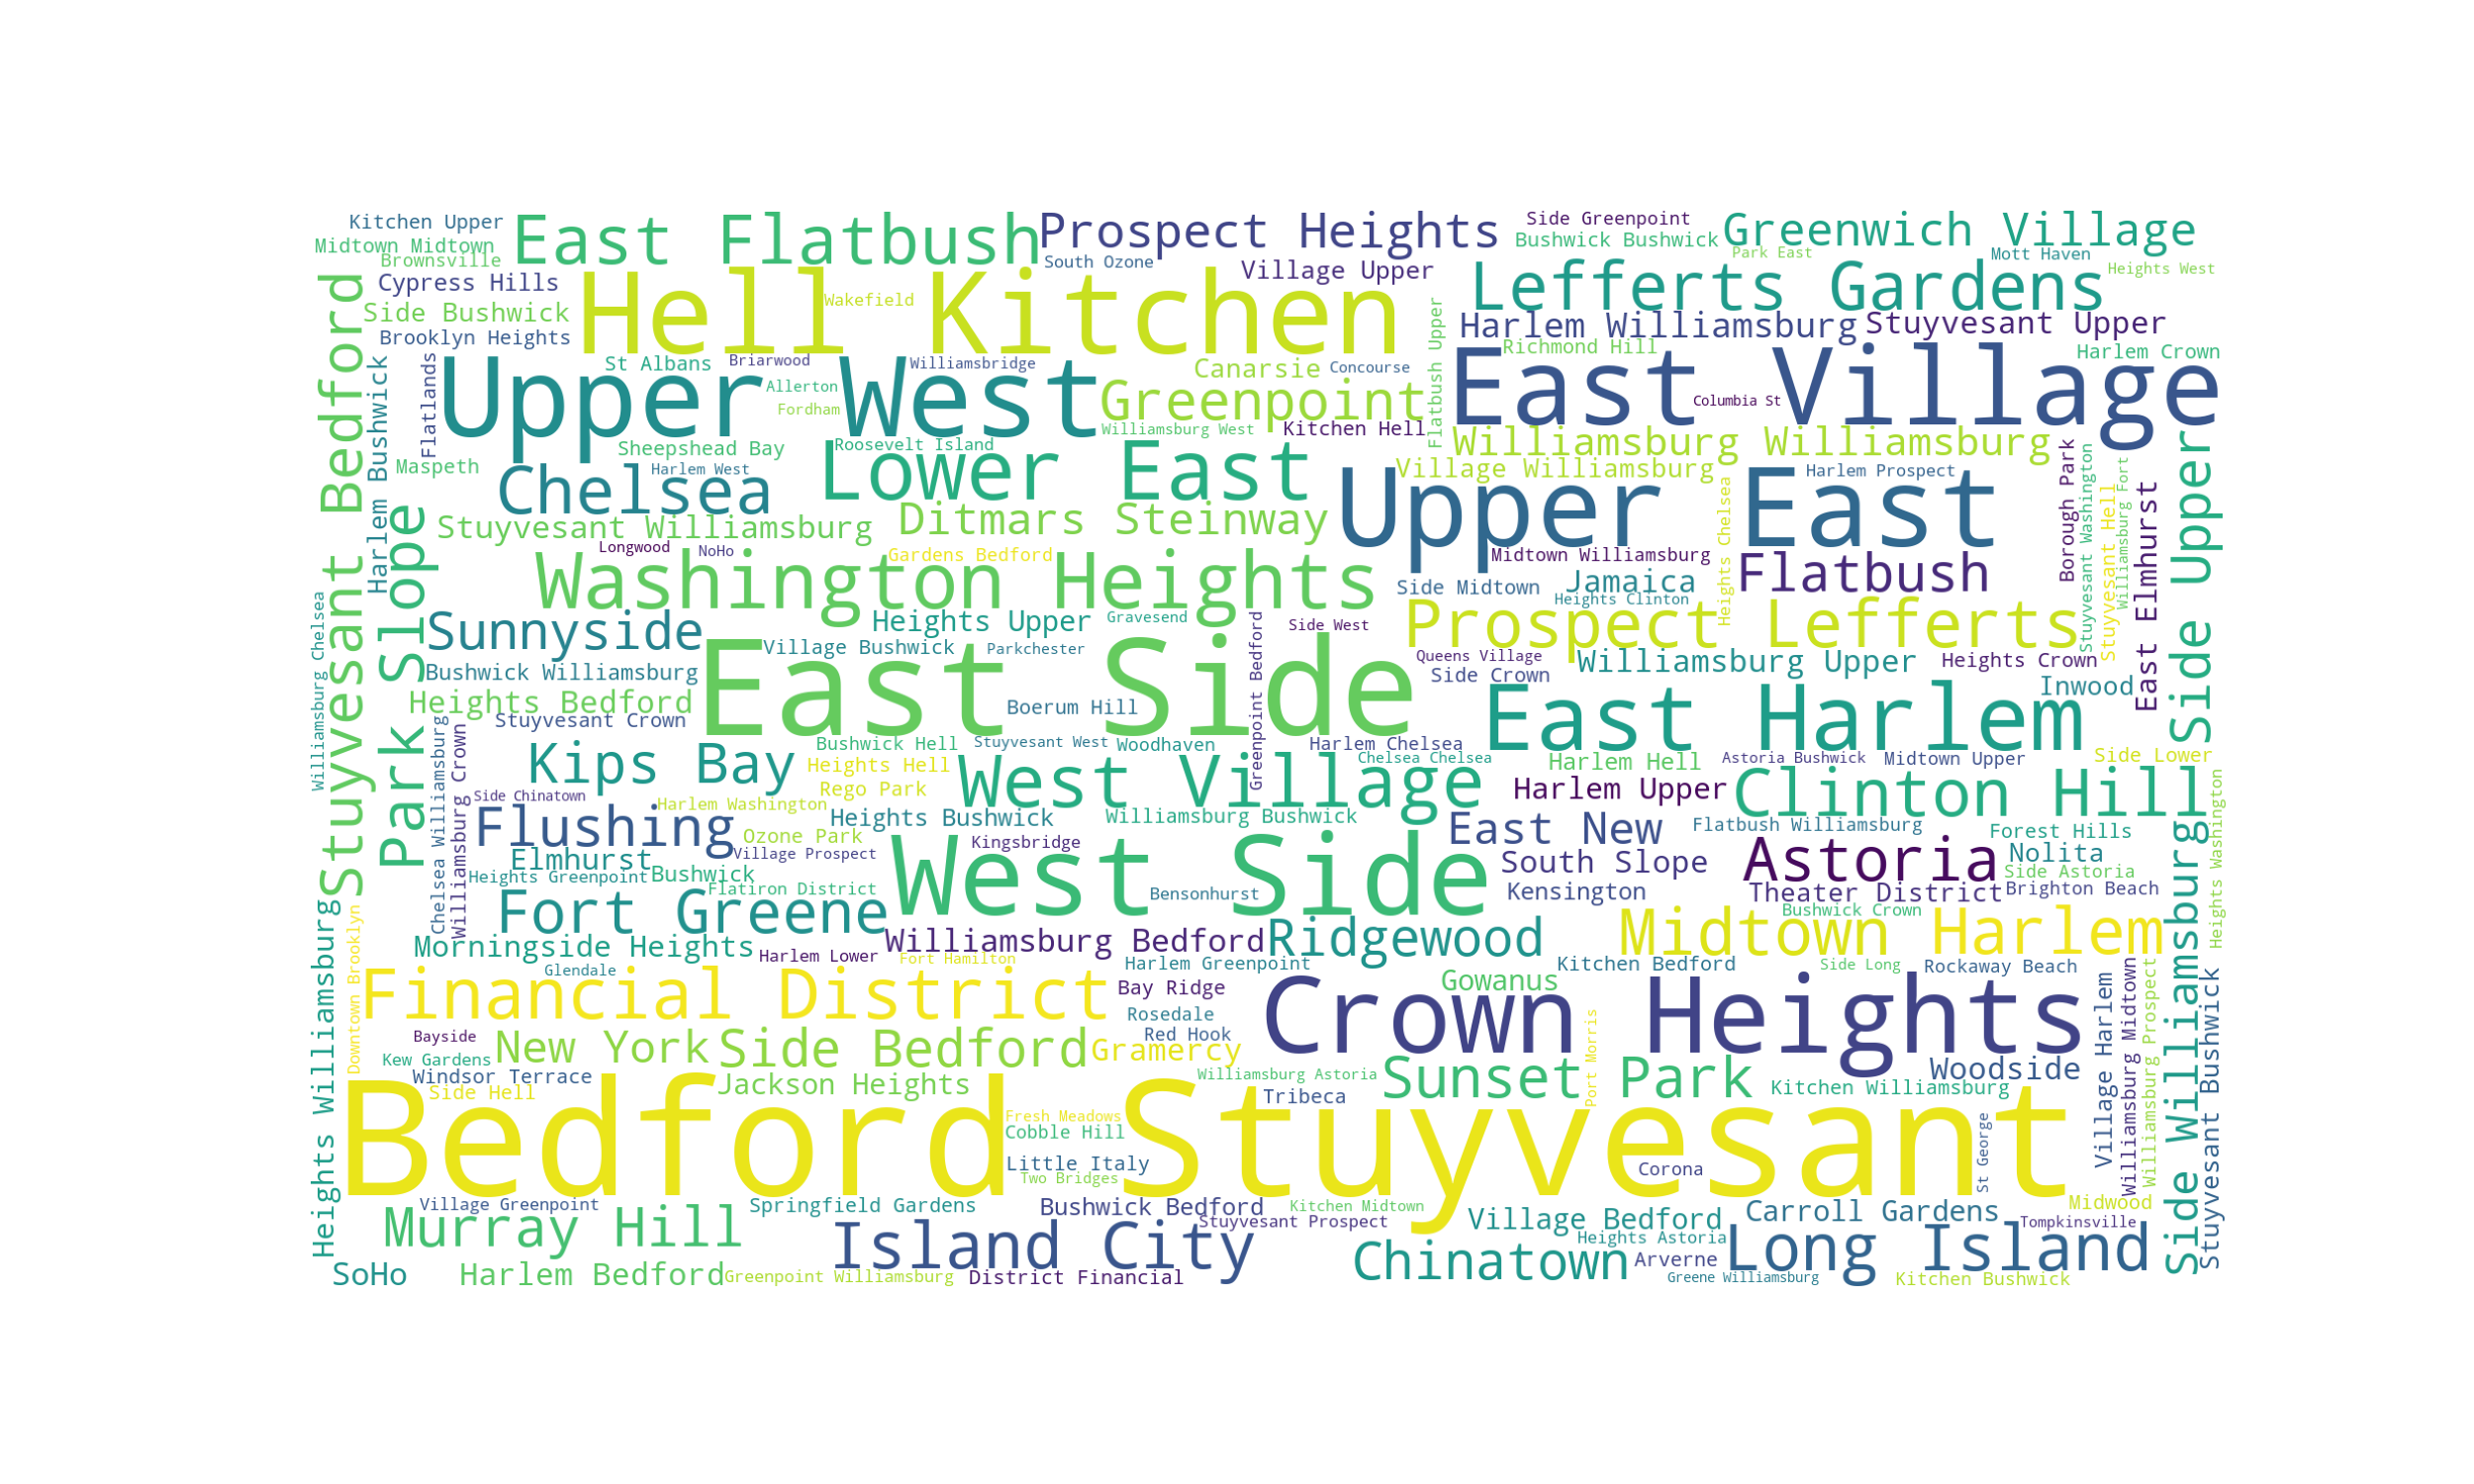 Kitchen Upper
East Flatbush
Prospect Heights
Side Greenpoint
Greenwich Village
Midtown Midtown
Bushwick Bushwick
Brownsville
South Ozone
Park East
Mott Haven
Cypress Hills
Hell Kitchen
Village Upper
Lefferts Gardens
Heights West
Side Bushwick
Wakefield
Harlem Williamsburg
Stuyvesant Upper
Brooklyn Heights
Flatbush Upper
Richmond Hill
Harlem Crown
St Albans
Briarwood
Williamsbridge
Canarsie
Concourse
East Village
Upper West
Allerton
Greenpoint
Columbia St
Fordham
Flatlands
Harlem Bushwick
Stuyvesant Bedford
Williamsburg West
Kitchen Hell
Williamsburg Williamsburg
Sheepshead Bay
Roosevelt Island
Maspeth
Harlem West
Lower East
Village Williamsburg
Harlem Prospect
Chelsea
Upper East
Borough Park
Stuyvesant Washington
Williamsburg Fort
Stuyvesant Hell
East Elmhurst
Side Upper
Park Slope
Stuyvesant Williamsburg
Ditmars Steinway
Heights Chelsea
Longwood
NoHo
Gardens Bedford
Midtown Williamsburg
Washington Heights
Side Midtown
Jamaica
Flatbush
Heights Clinton
Williamsburg Chelsea
Sunnyside
Heights Upper
Gravesend
Side West
Prospect Lefferts
Village Bushwick
Parkchester
Greenpoint Bedford
Queens Village
Williamsburg Upper
Heights Crown
Bushwick Williamsburg
East Side
Side Crown
Inwood
Heights Bedford
Boerum Hill
East Harlem
Stuyvesant Crown
Chelsea Williamsburg
Williamsburg Crown
Bushwick Hell
Stuyvesant West
Woodhaven
Harlem Chelsea
Kips Bay
Heights Hell
West Village
Chelsea Chelsea
Harlem Hell
Astoria Bushwick
Midtown Upper
Side Lower
Side Chinatown
Harlem Washington
Rego Park
Harlem Upper
Clinton Hill
Heights Washington
Flushing
Heights Bushwick
Williamsburg Bushwick
East New
Flatbush Williamsburg
Forest Hills
Ozone Park
Kingsbridge
Elmhurst
Village Prospect
West Side
South Slope
Astoria
Nolita
Heights Greenpoint
Bushwick
Side Astoria
Flatiron District
Bensonhurst
Kensington
Theater District
Brighton Beach
Fort Greene
Bushwick Crown
Side Williamsburg
Heights Williamsburg
Downtown Brooklyn
Morningside Heights
Harlem Lower
Williamsburg Bedford
Ridgewood
Midtown Harlem
Fort Hamilton
Glendale
Harlem Greenpoint
Kitchen Bedford
Side Long
Rockaway Beach
Financial District
Bay Ridge
Gowanus
Crown Heights
Village Harlem
Williamsburg Midtown
Williamsburg Prospect
Stuyvesant Bushwick
Rosedale
Bayside
New York
Side Bedford
Red Hook
Port Morris
Kew Gardens
Gramercy
Windsor Terrace
Jackson Heights
Williamsburg Astoria
Sunset Park
Woodside
Side Hell
Tribeca
Kitchen Williamsburg
Bedford Stuyvesant
Fresh Meadows
Cobble Hill
St George
Little Italy
Corona
Two Bridges
Village Greenpoint
Springfield Gardens
Bushwick Bedford
Kitchen Midtown
Midwood
Murray Hill
Stuyvesant Prospect
Village Bedford
Carroll Gardens
Tompkinsville
Island City
Heights Astoria
Long Island
Chinatown
Arverne
SoHo
Harlem Bedford
Greenpoint Williamsburg
District Financial
Greene Williamsburg
Kitchen Bushwick